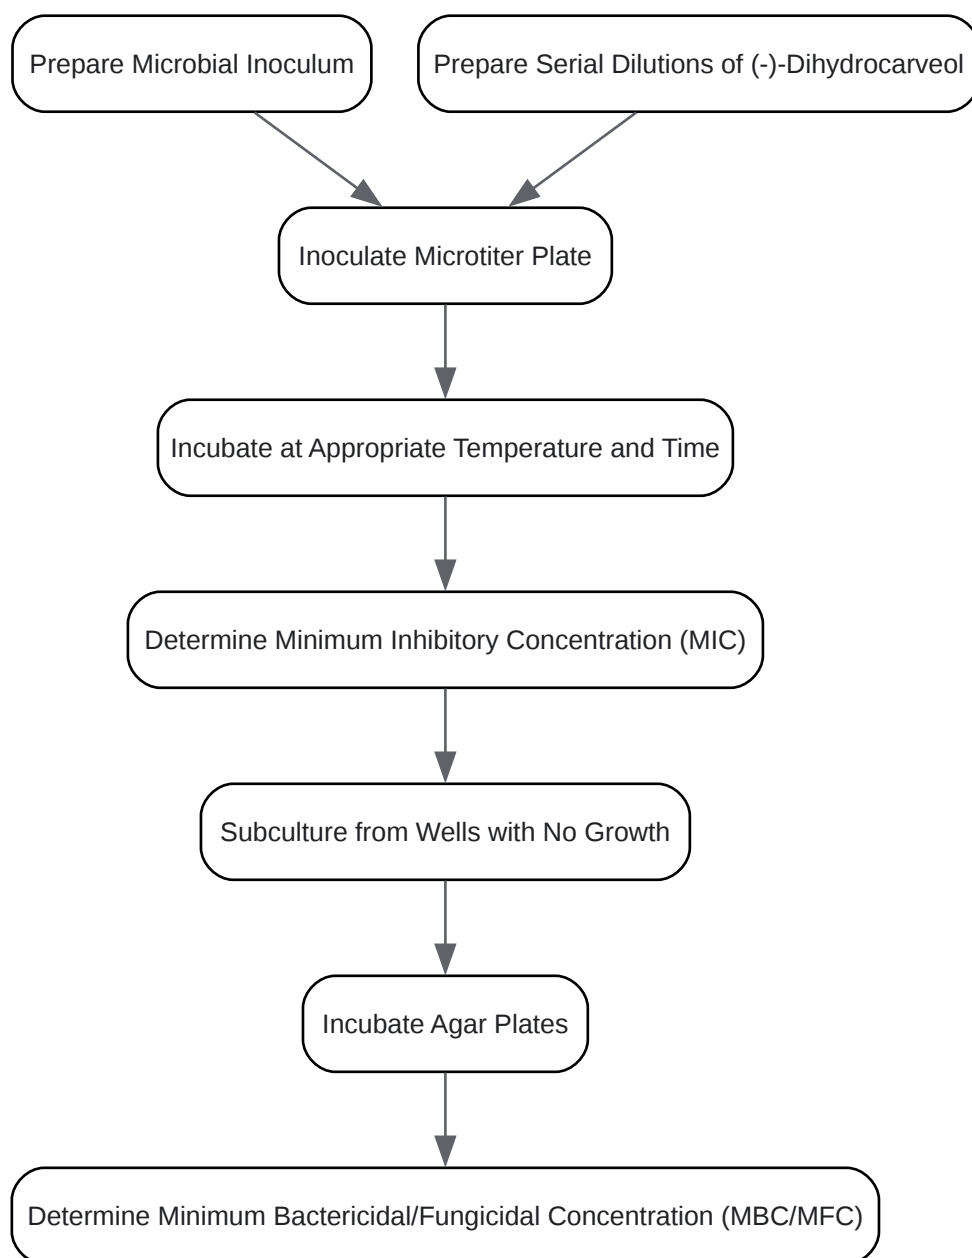 Prepare Microbial Inoculum
Prepare Serial Dilutions of (-)-Dihydrocarveol
Inoculate Microtiter Plate
Incubate at Appropriate Temperature and Time
Determine Minimum Inhibitory Concentration (MIC)
Subculture from Wells with No Growth
Incubate Agar Plates
Determine Minimum Bactericidal/Fungicidal Concentration (MBC/MFC)